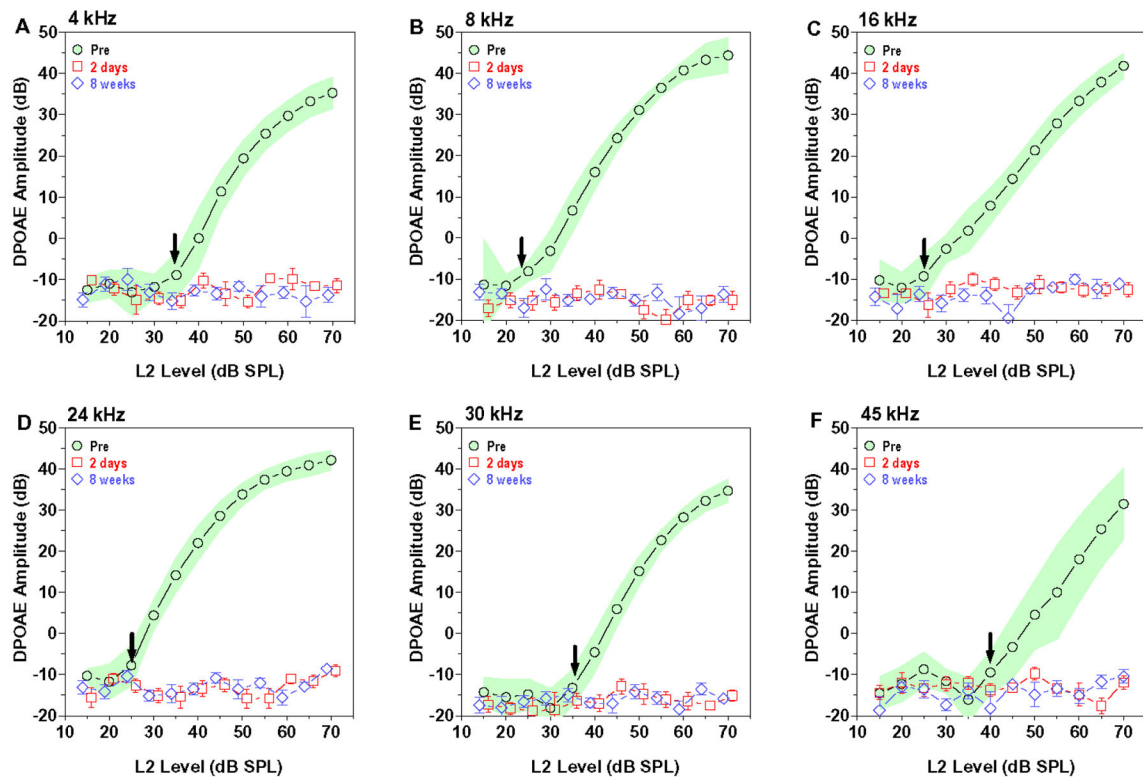 A 4 kHz
Pre
2 days
8 weeks
50
40
30
20
10
0
-10
-20
DPOAE Amplitude (dB)
10 20 30 40 50 60 70
L2 Level (dB SPL)
B 8 kHz
Pre
2 days
8 weeks
50
40
30
20
10
0
-10
-20
DPOAE Amplitude (dB)
10 20 30 40 50 60 70
L2 Level (dB SPL)
C 16 kHz
Pre
2 days
8 weeks
50
40
30
20
10
0
-10
-20
DPOAE Amplitude (dB)
10 20 30 40 50 60 70
L2 Level (dB SPL)
D 24 kHz
Pre
2 days
8 weeks
50
40
30
20
10
0
-10
-20
DPOAE Amplitude (dB)
10 20 30 40 50 60 70
L2 Level (dB SPL)
E 30 kHz
Pre
2 days
8 weeks
50
40
30
20
10
0
-10
-20
DPOAE Amplitude (dB)
10 20 30 40 50 60 70
L2 Level (dB SPL)
F 45 kHz
Pre
2 days
8 weeks
50
40
30
20
10
0
-10
-20
DPOAE Amplitude (dB)
10 20 30 40 50 60 70
L2 Level (dB SPL)